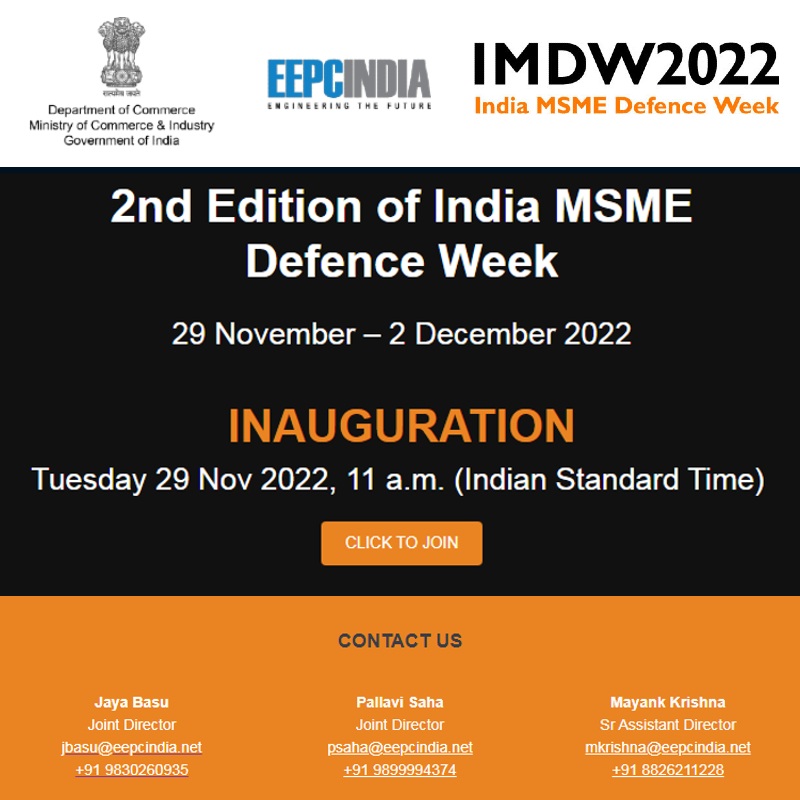 सत्यमेव जयते
Department of Commerce
Ministry of Commerce & Industry
Government of India
EEPCINDIA
ENGINEERING THE FUTURE
IMDW2022
India MSME Defence Week
2nd Edition of India MSME
Defence Week
29 November – 2 December 2022
INAUGURATION
Tuesday 29 Nov 2022, 11 a.m. (Indian Standard Time)
CLICK TO JOIN
CONTACT US
Jaya Basu
Joint Director
jbasu@eepcindia.net
+91 9830260935
Pallavi Saha
Joint Director
psaha@eepcindia.net
+91 9899994374
Mayank Krishna
Sr Assistant Director
mkrishna@eepcindia.net
+91 8826211228